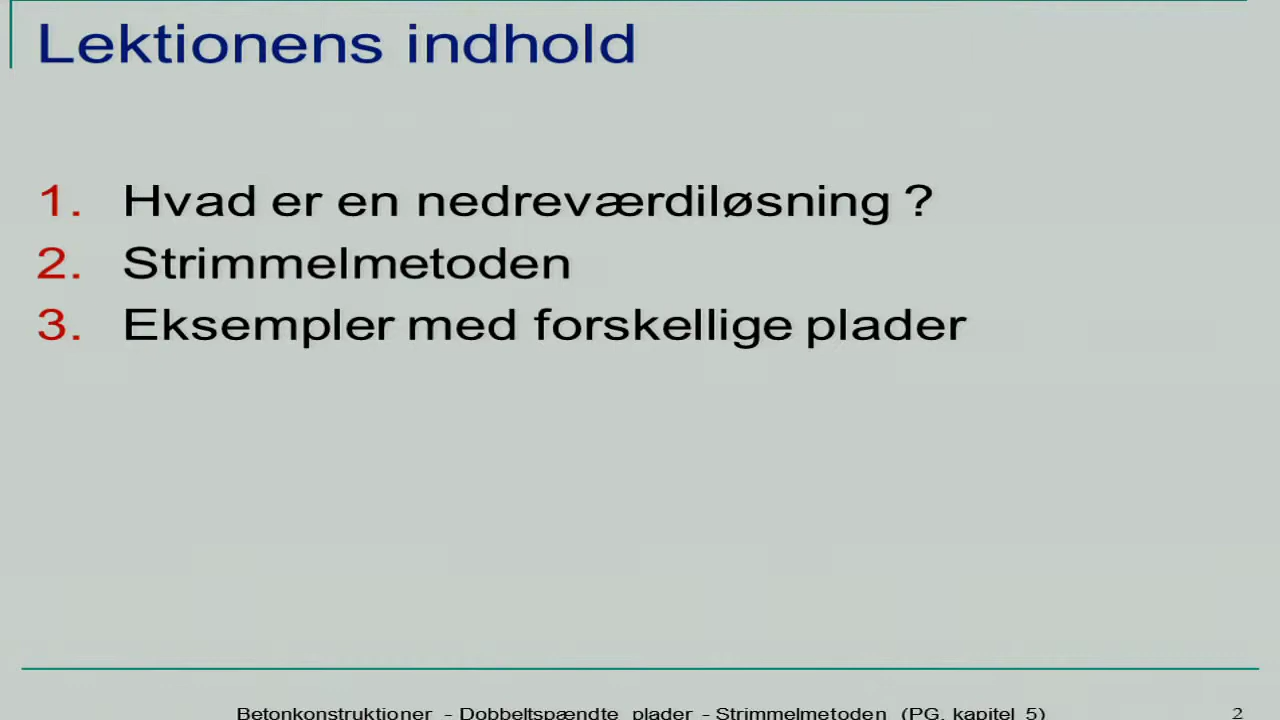 Lektionens indhold
1. Hvad er en nedreværdiløsning ?
2. Strimmelmetoden
3. Eksempler med forskellige plader
Betonkonstruktioner - Dobbeltspændte plader - Strimmelmetoden (PG, kapitel 5)
2